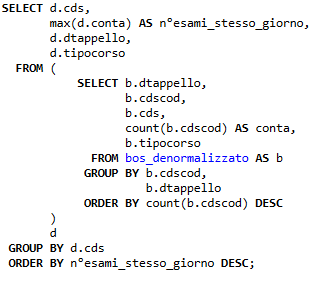 SELECT d.cds,
max(d.conta) AS n°esami_stesso_giorno,
d.dtappello,
d.tipocorso
FROM (
SELECT b.dtappello,
b.cdscod,
b.cds,
count(b.cdscod) AS conta,
b.tipocorso
FROM bos_denormalizzato AS b
GROUP BY b.cdscod,
b.dtappello
ORDER BY count(b.cdscod) DESC
)
d
GROUP BY d.cds
ORDER BY n°esami_stesso_giorno DESC;